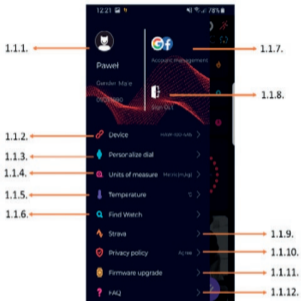 12:21
78%
1.1.1.
1.1.7.
Paweł
Account management
Gender: Male
1.1.8.
Sign Out
1.1.2.
Device
1.1.3.
Personalize dial
1.1.4.
Units of measure
1.1.5.
Temperature
°C
1.1.6.
Find Watch
Strava
1.1.9.
Privacy policy
1.1.10.
Firmware upgrade
1.1.11.
FAQ
1.1.12.